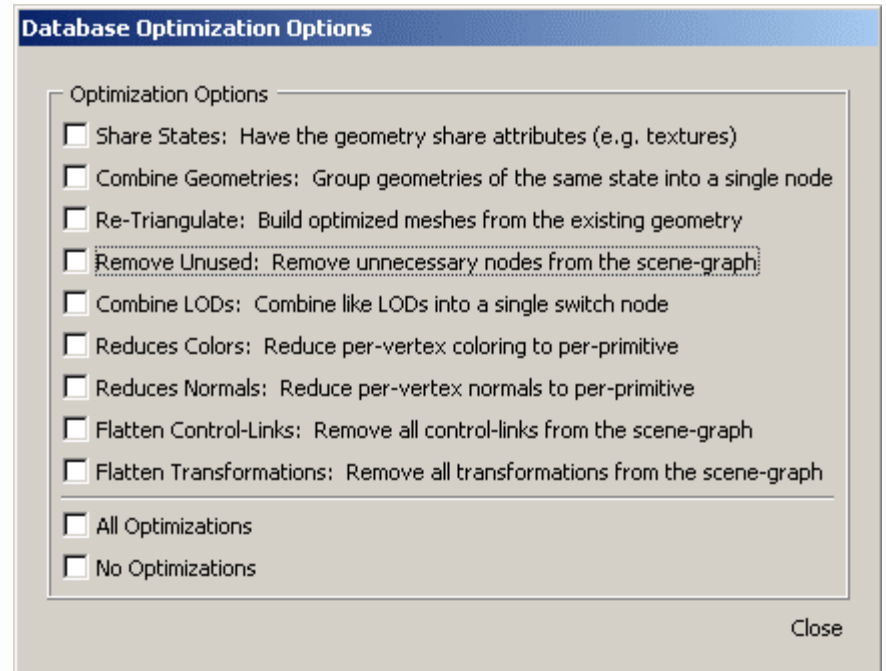 Database Optimization Options
Optimization Options
Share States:  Have the geometry share attributes (e.g. textures)
Combine Geometries:  Group geometries of the same state into a single node
Re-Triangulate:  Build optimized meshes from the existing geometry
Remove Unused:  Remove unnecessary nodes from the scene-graph
Combine LODs:  Combine like LODs into a single switch node
Reduces Colors:  Reduce per-vertex coloring to per-primitive
Reduces Normals:  Reduce per-vertex normals to per-primitive
Flatten Control-Links:  Remove all control-links from the scene-graph
Flatten Transformations:  Remove all transformations from the scene-graph
All Optimizations
No Optimizations
Close